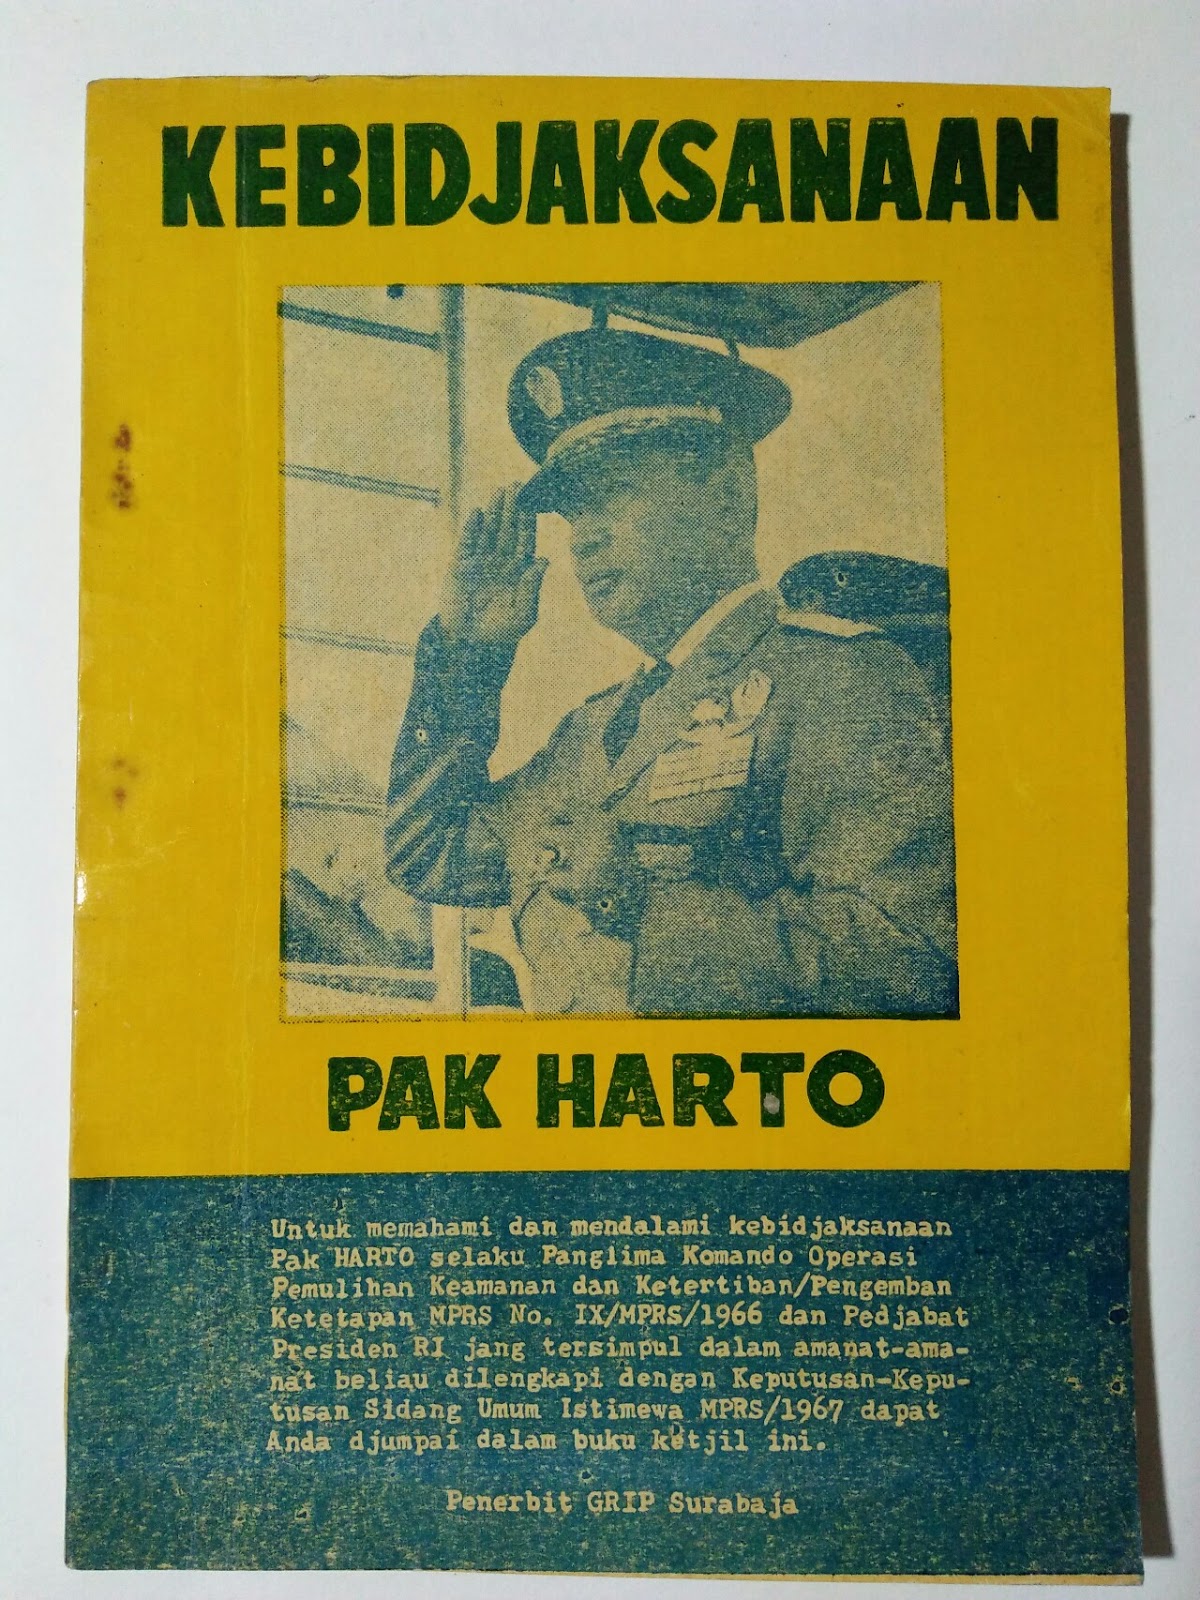 KEBIDJAKSANAAN
PAK HARTO
Untuk memahami dan mendalami kebidjaksanaan
Pak HARTO selaku Panglima Komando Operasi
Pemulihan Keamanan dan Ketertiban/Pengemban
Ketetapan MPRS No. IX/MPRS/1966 dan Pedjabat
Presiden RI jang tersimpul dalam amanat-ama-
nat beliau dilengkapi dengan Keputusan-Kepu-
tusan Sidang Umum Istimewa MPRS/1967 dapat
Anda djumpai dalam buku ketjil ini.
Penerbit GRIP Surabaja